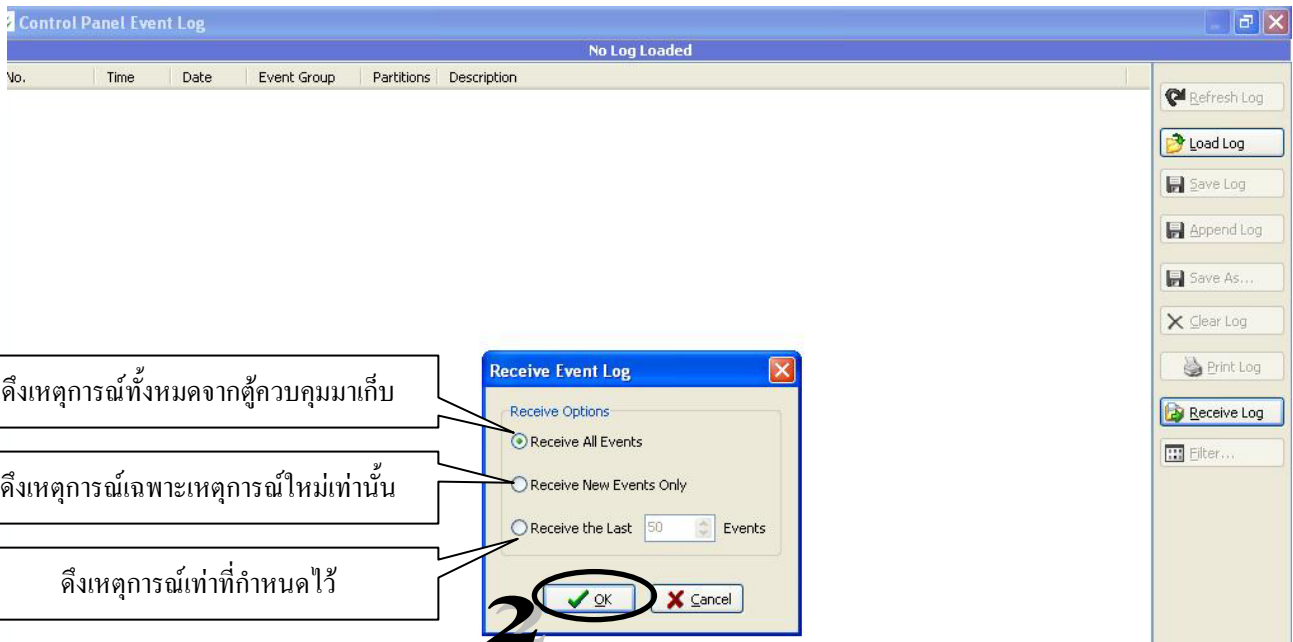 Control Panel Event Log
No Log Loaded
No. Time Date Event Group Partitions Description
Refresh Log
Load Log
Save Log
Append Log
Save As...
Clear Log
Print Log
Receive Log
Filter...
ดึงเหตุการณ์ทั้งหมดจากตู้ควบคุมมาเก็บ
ดึงเหตุการณ์เฉพาะเหตุการณ์ใหม่เท่านั้น
ดึงเหตุการณ์เท่าที่กำหนดไว้
Receive Event Log
Receive Options
Receive All Events
Receive New Events Only
Receive the Last 50 Events
OK Cancel
2